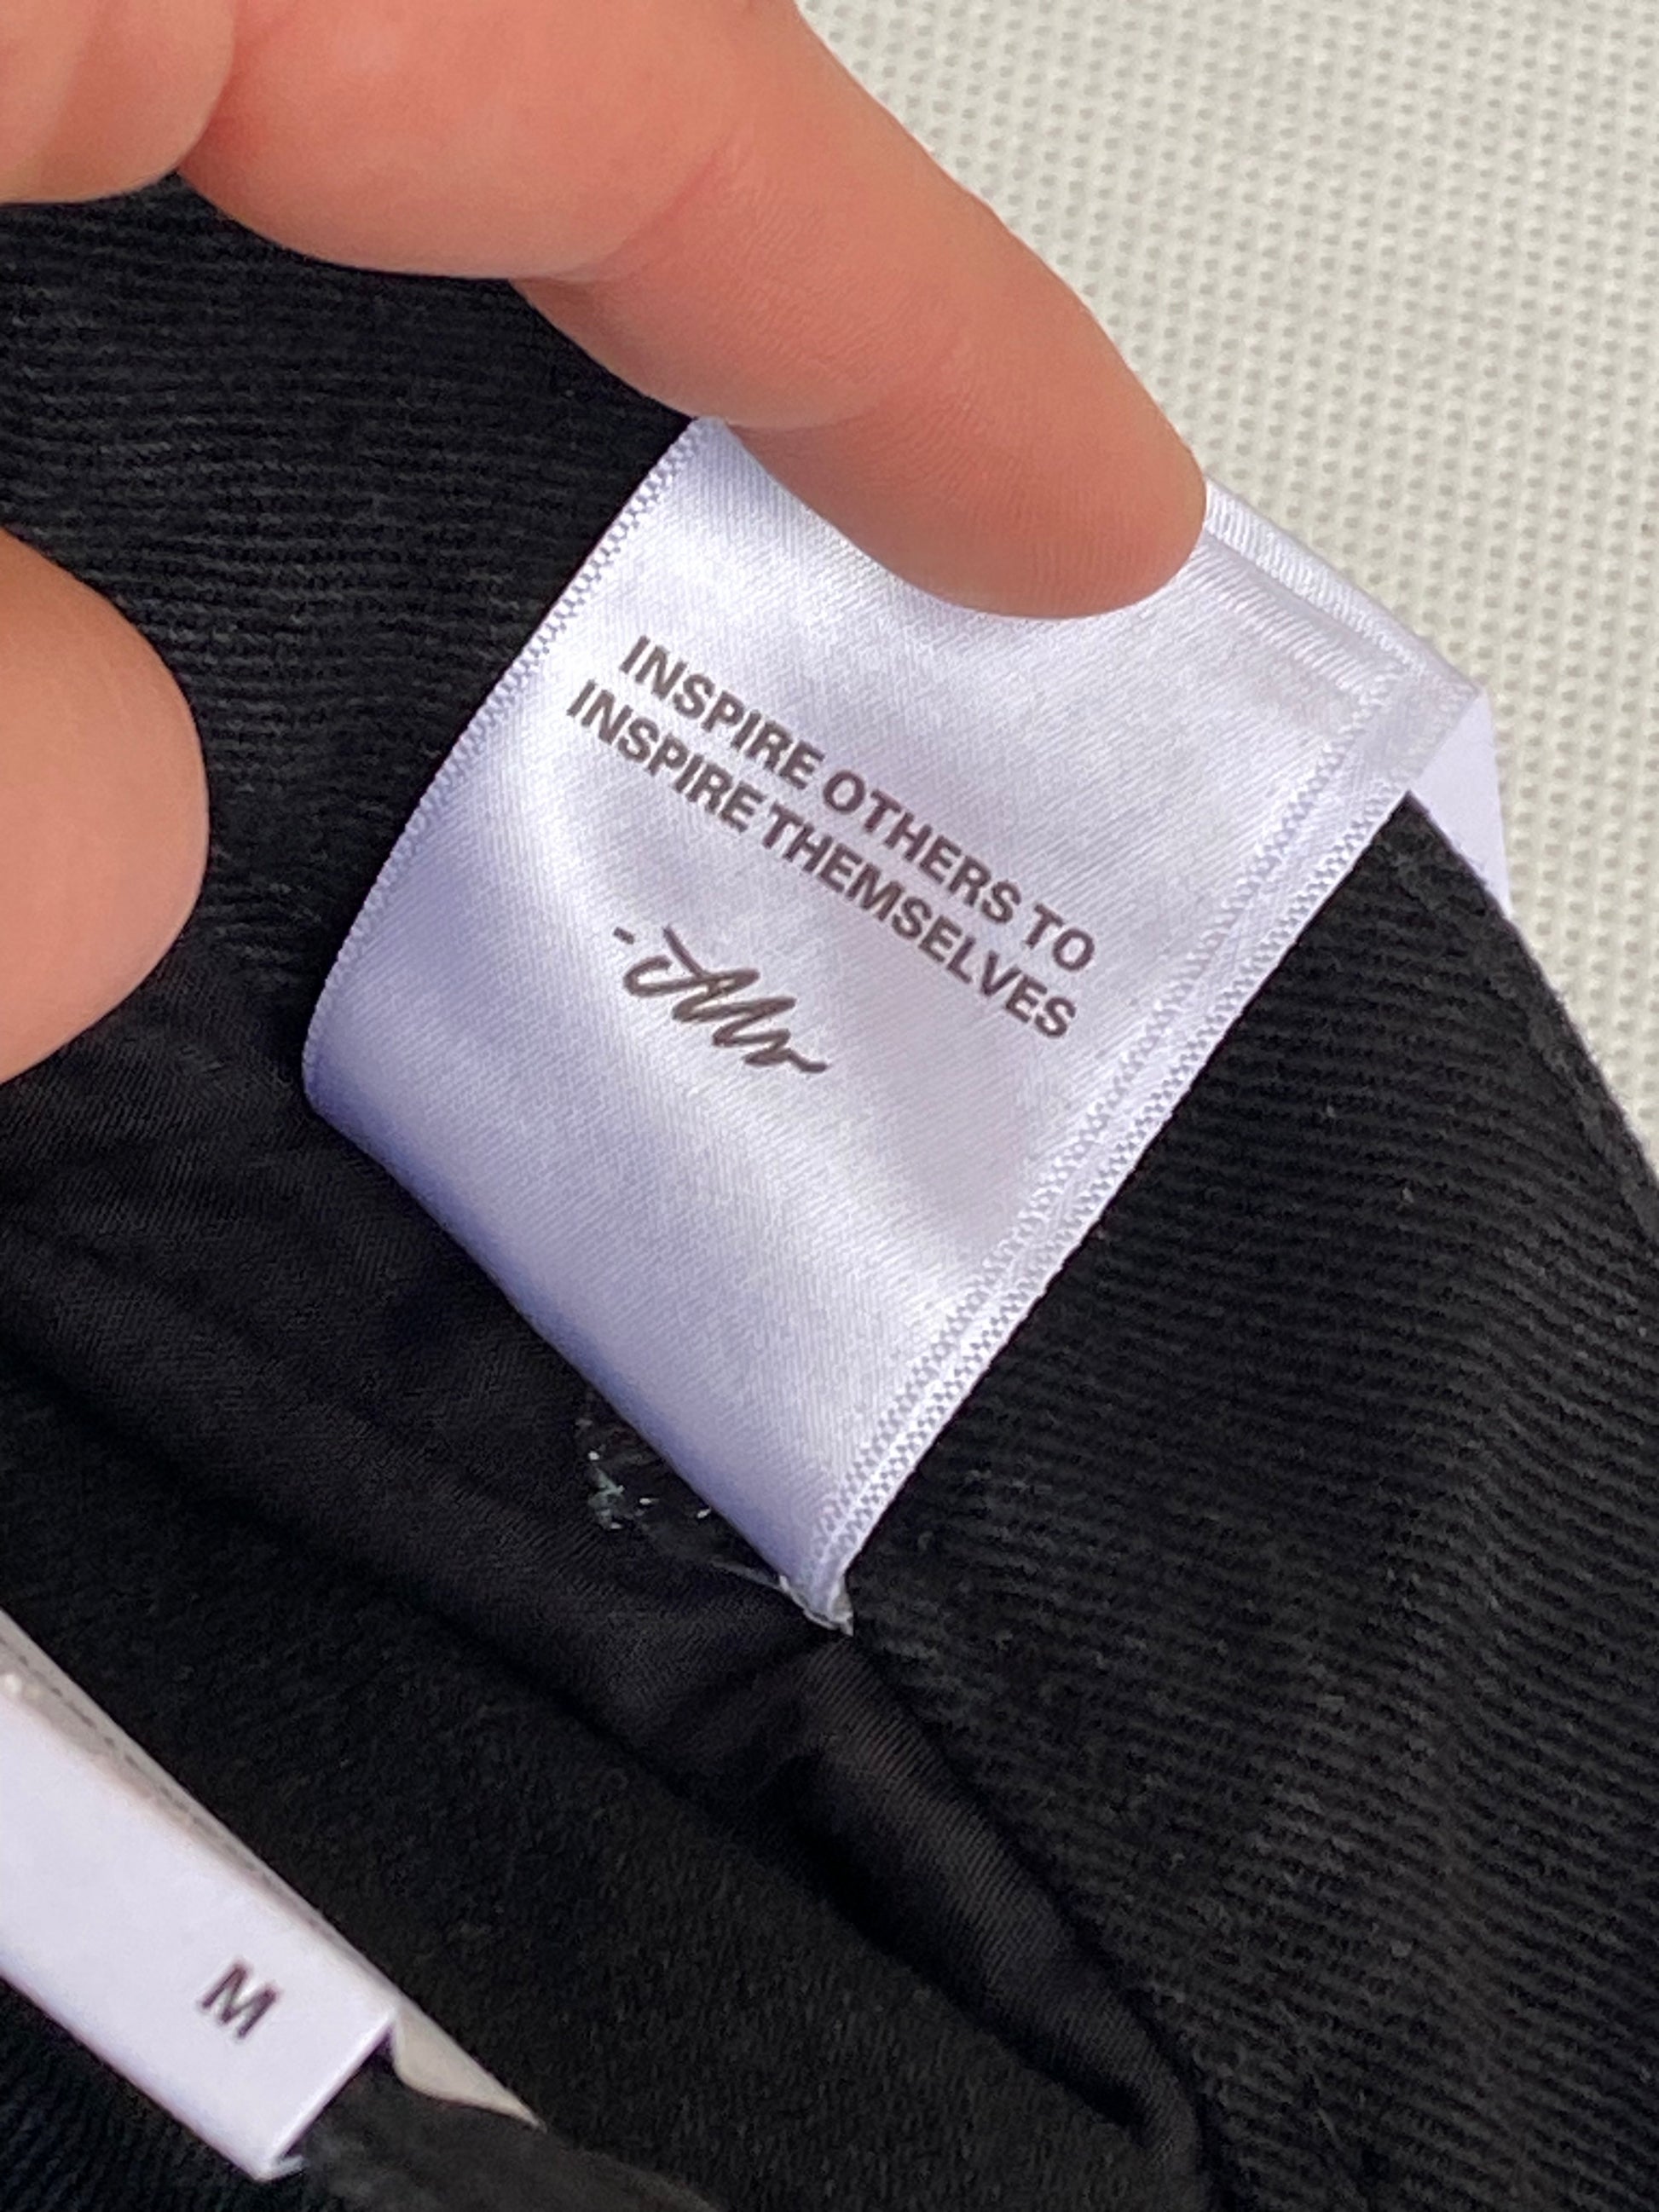 INSPIRE OTHERS TO
INSPIRE THEMSELVES
M